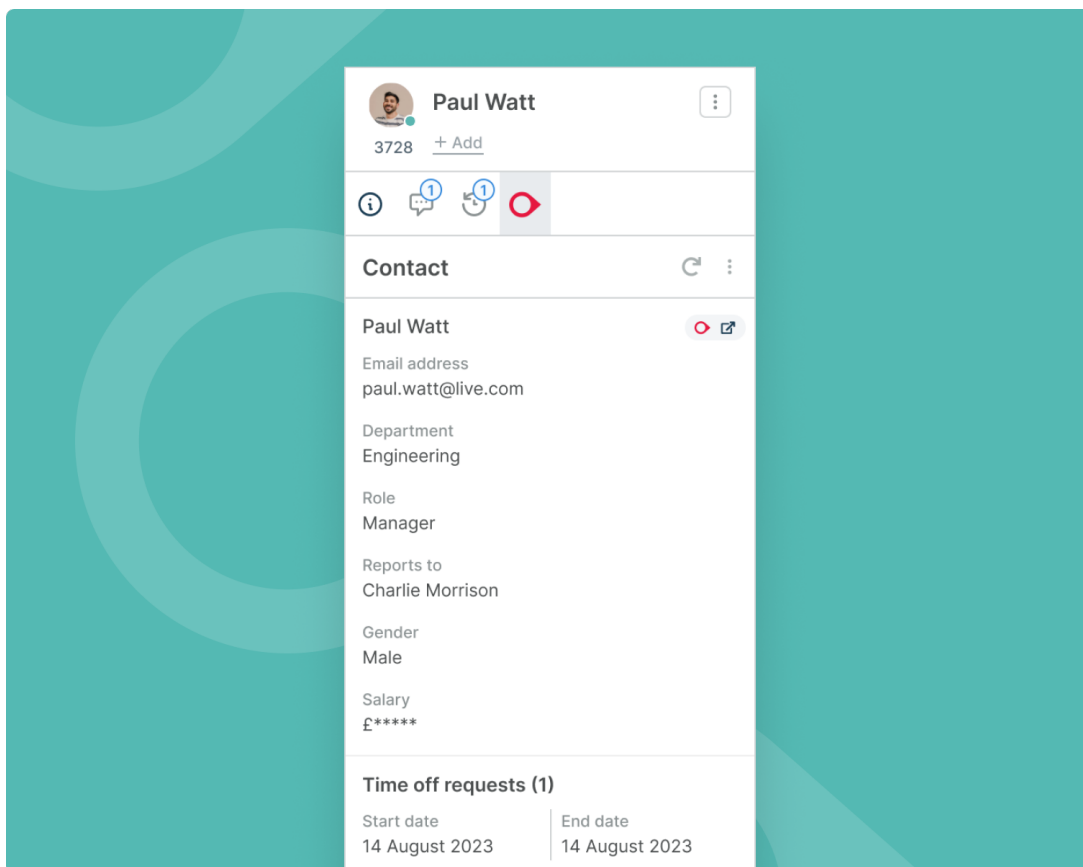 Paul Watt
3728 + Add
1 1
Contact
Paul Watt
Email address
paul.watt@live.com
Department
Engineering
Role
Manager
Reports to
Charlie Morrison
Gender
Male
Salary
£*****
Time off requests (1)
Start date End date
14 August 2023 14 August 2023